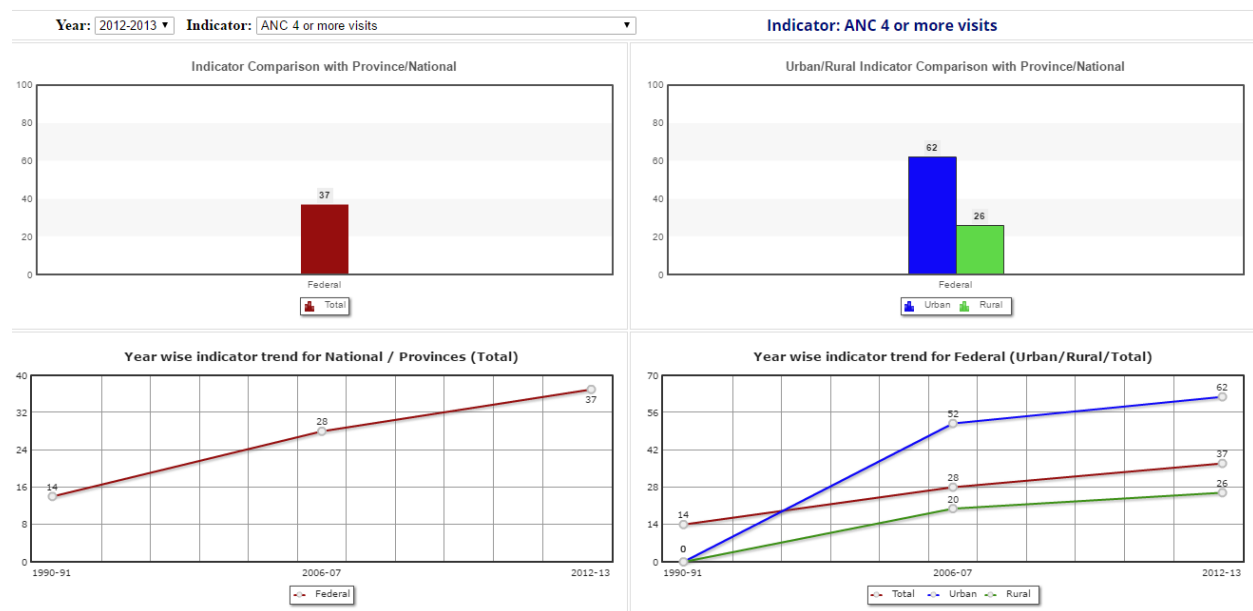 Year: 2012-2013 Indicator: ANC 4 or more visits
Indicator: ANC 4 or more visits
Indicator Comparison with Province/National
100
80
60
40
20
0
37
Federal
Total
Urban/Rural Indicator Comparison with Province/National
100
80
60
40
20
0
62
26
Federal
Urban Rural
Year wise indicator trend for National / Provinces (Total)
40
32
24
16
8
0
14
28
37
1990-91 2006-07 2012-13
Federal
Year wise indicator trend for Federal (Urban/Rural/Total)
70
56
42
28
14
0
62
52
37
28
26
20
14
0
1990-91 2006-07 2012-13
Total Urban Rural